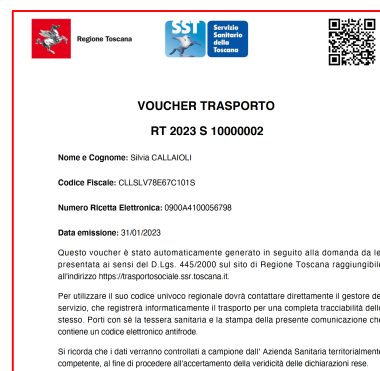 Regione Toscana
SST
Servizio
Sanitario
della
Toscana
VOUCHER TRASPORTO
RT 2023 S 10000002
Nome e Cognome: Silvia CALLAIOLI
Codice Fiscale: CLLSLV78E67C101S
Numero Ricetta Elettronica: 0900A4100056798
Data emissione: 31/01/2023
Questo voucher è stato automaticamente generato in seguito alla domanda da le
presentata ai sensi del D.Lgs. 445/2000 sul sito di Regione Toscana raggiungibile
all'indirizzo https://trasportosociale.ssr.toscana.it.
Per utilizzare il suo codice univoco regionale dovrà contattare direttamente il gestore de
servizio, che registrerà informaticamente il trasporto per una completa tracciabilità dello
stesso. Porti con sè la tessera sanitaria e la stampa della presente comunicazione che
contiene un codice elettronico antifrode.
Si ricorda che i dati verranno controllati a campione dall' Azienda Sanitaria territorialmente
competente, al fine di procedere all'accertamento della veridicità delle dichiarazioni rese.